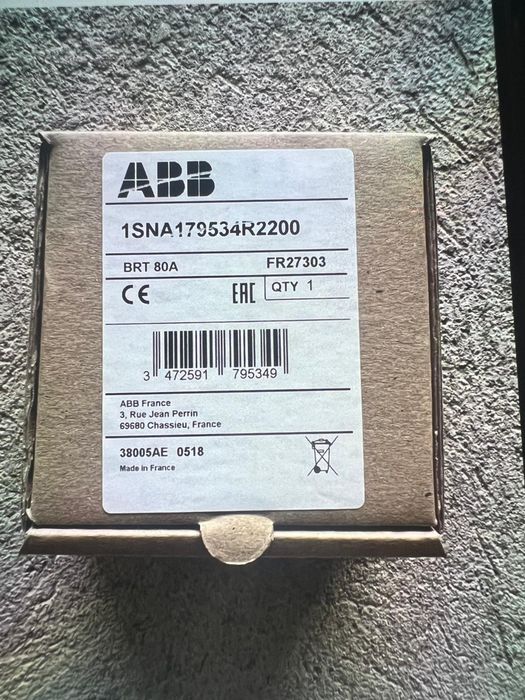 ABB
1SNA179534R2200
BRT 80A FR27303
CE EAC QTY 1
3 472591 795349
ABB France
3, Rue Jean Perrin
69680 Chassieu, France
38005AE 0518
Made in France